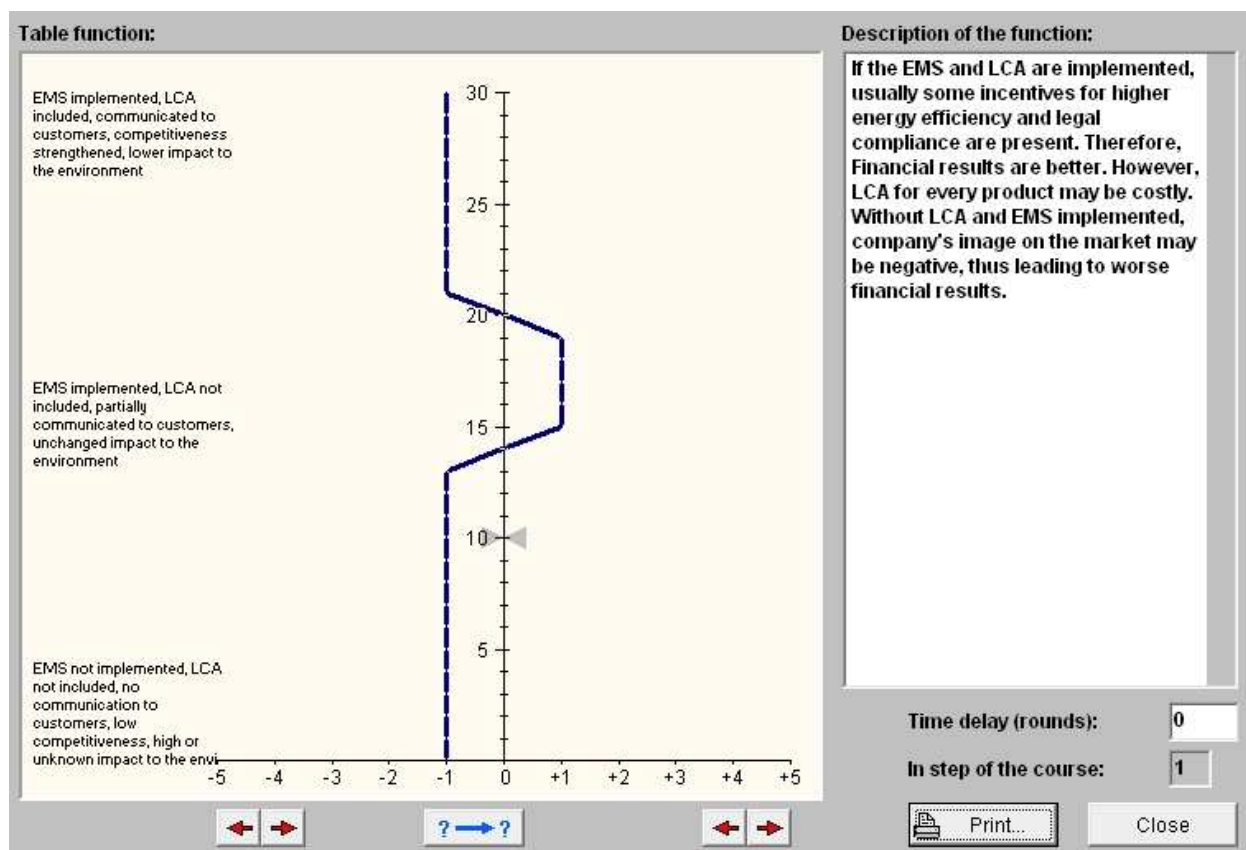 Table function:
EMS implemented, LCA
included, communicated to
customers, competitiveness
strengthened, lower impact to
the environment
EMS implemented, LCA not
included, partially
communicated to customers,
unchanged impact to the
environment
EMS not implemented, LCA
not included, no
communication to
customers, low
competitiveness, high or
unknown impact to the envi
30
25
20
15
10
5
-5 -4 -3 -2 -1 0 +1 +2 +3 +4 +5
? ?
Description of the function:
If the EMS and LCA are implemented,
usually some incentives for higher
energy efficiency and legal
compliance are present. Therefore,
Financial results are better. However,
LCA for every product may be costly.
Without LCA and EMS implemented,
company's image on the market may
be negative, thus leading to worse
financial results.
Time delay (rounds): 0
In step of the course: 1
Print... Close